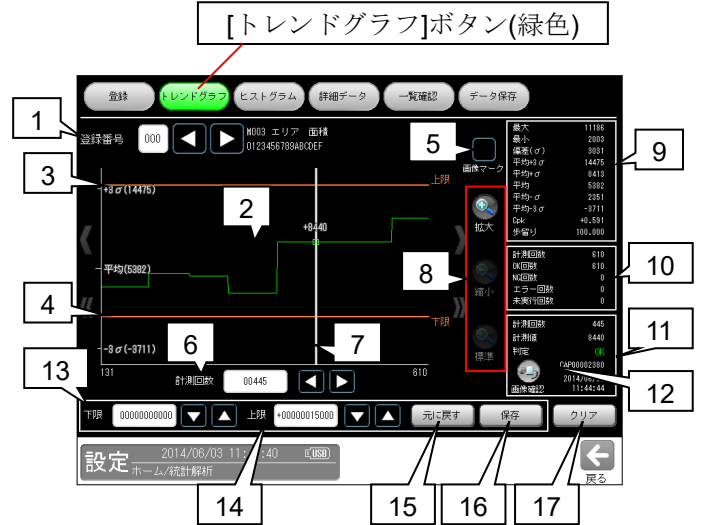 [トレンドグラフ]ボタン(緑色)
登録 トレンドグラフ ヒストグラム 詳細データ 一覧確認 データ保存
1
登録番号 000 M003 エリア 面積
0123456789ABCDEF
5
画像マーク
最大 11186
最小 2003
偏差(σ) 3031
平均+3σ 14475
平均+σ 8413
平均 5382
平均-σ 2351
平均-3σ -3711
Cpk +0.591
歩留り 100.000
9
3
上限
+3σ(14475)
2
+8440
拡大
平均(5382)
8
縮小
計測回数 610
OK回数 610
NG回数 0
エラー回数 0
未実行回数 0
10
4
下限
-3σ(-3711)
6
7
標準
計測回数 445
計測値 8440
判定 OK
CAP00002380
2014/06/
11:44:44
画像確認
11
12
13
131 計測回数 00445 610
下限 00000000000 上限 +00000015000 元に戻す 保存 クリア
設定 2014/06/03 11: :40 USB
ホーム/統計解析
戻る
14
15
16
17